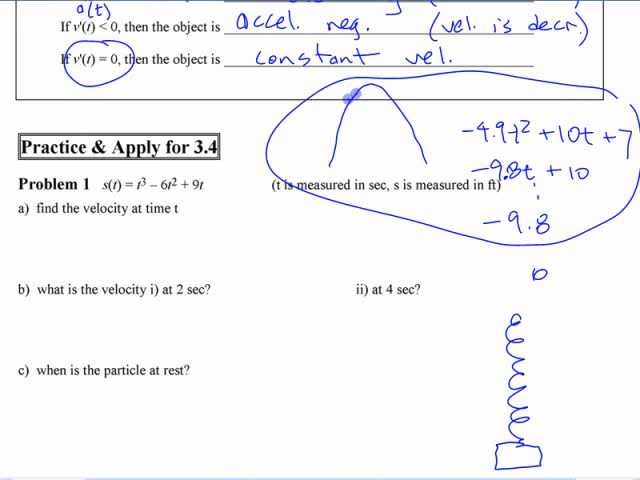 a(t)
If v'(t) < 0, then the object is accel. neg. (vel. is decr.)
If v'(t) = 0, then the object is constant vel.
Practice & Apply for 3.4
-4.9t² + 10t + 7
-9.8t + 10
Problem 1 s(t) = t³ – 6t² + 9t (t is measured in sec, s is measured in ft)
a) find the velocity at time t
-9.8
b) what is the velocity i) at 2 sec? ii) at 4 sec?
c) when is the particle at rest?